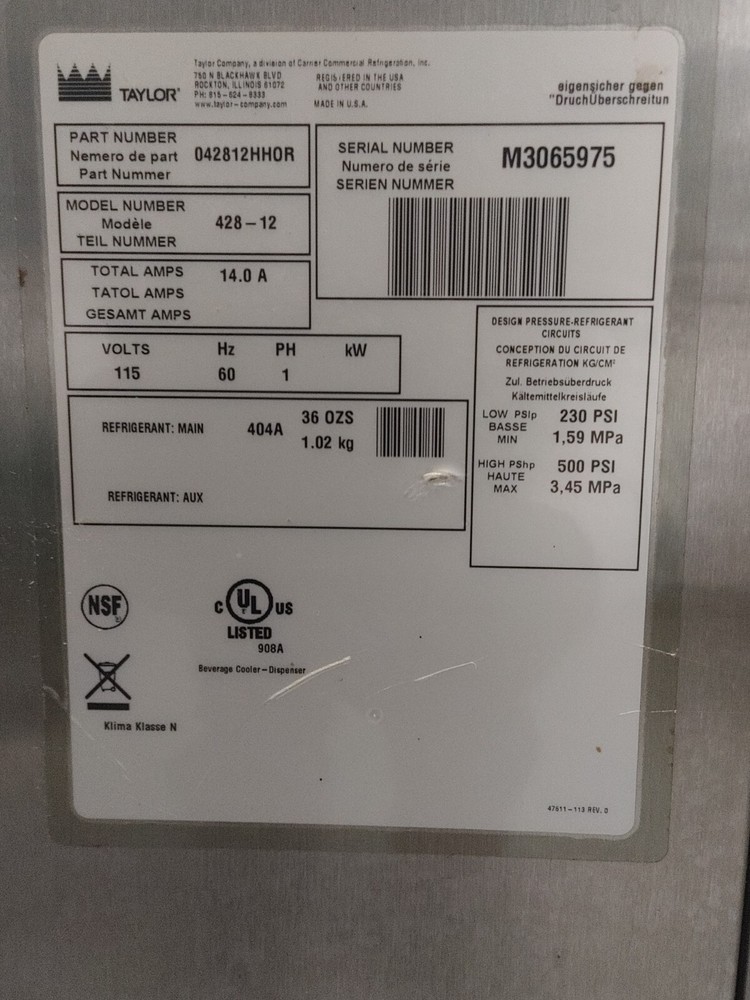 TAYLOR®
Taylor Company, a division of Carrier Commercial Refrigeration, Inc.
750 N BLACKHAWK BLVD
ROCKTON, ILLINOIS 61072
PH: 815-624-8333
www.taylor-company.com
REGISTERED IN THE USA
AND OTHER COUNTRIES
MADE IN U.S.A.
eigensicher gegen
"DruchUberschreitun
PART NUMBER
Nemero de part 042812HH0R
Part Nummer
SERIAL NUMBER
Numero de série M3065975
SERIEN NUMMER
MODEL NUMBER
Modèle 428-12
TEIL NUMMER
TOTAL AMPS 14.0 A
TATOL AMPS
GESAMT AMPS
VOLTS Hz PH kW
115 60 1
REFRIGERANT: MAIN 404A 36 OZS
1.02 kg
REFRIGERANT: AUX
DESIGN PRESSURE-REFRIGERANT
CIRCUITS
CONCEPTION DU CIRCUIT DE
REFRIGERATION KG/CM²
Zul. Betriebsüberdruck
Kältemittelkreisläufe
LOW PSIp 230 PSI
BASSE
MIN 1,59 MPa
HIGH PShp 500 PSI
HAUTE
MAX 3,45 MPa
NSF
C UL US
LISTED
908A
Beverage Cooler-Dispenser
Klima Klasse N
47611-113 REV. D